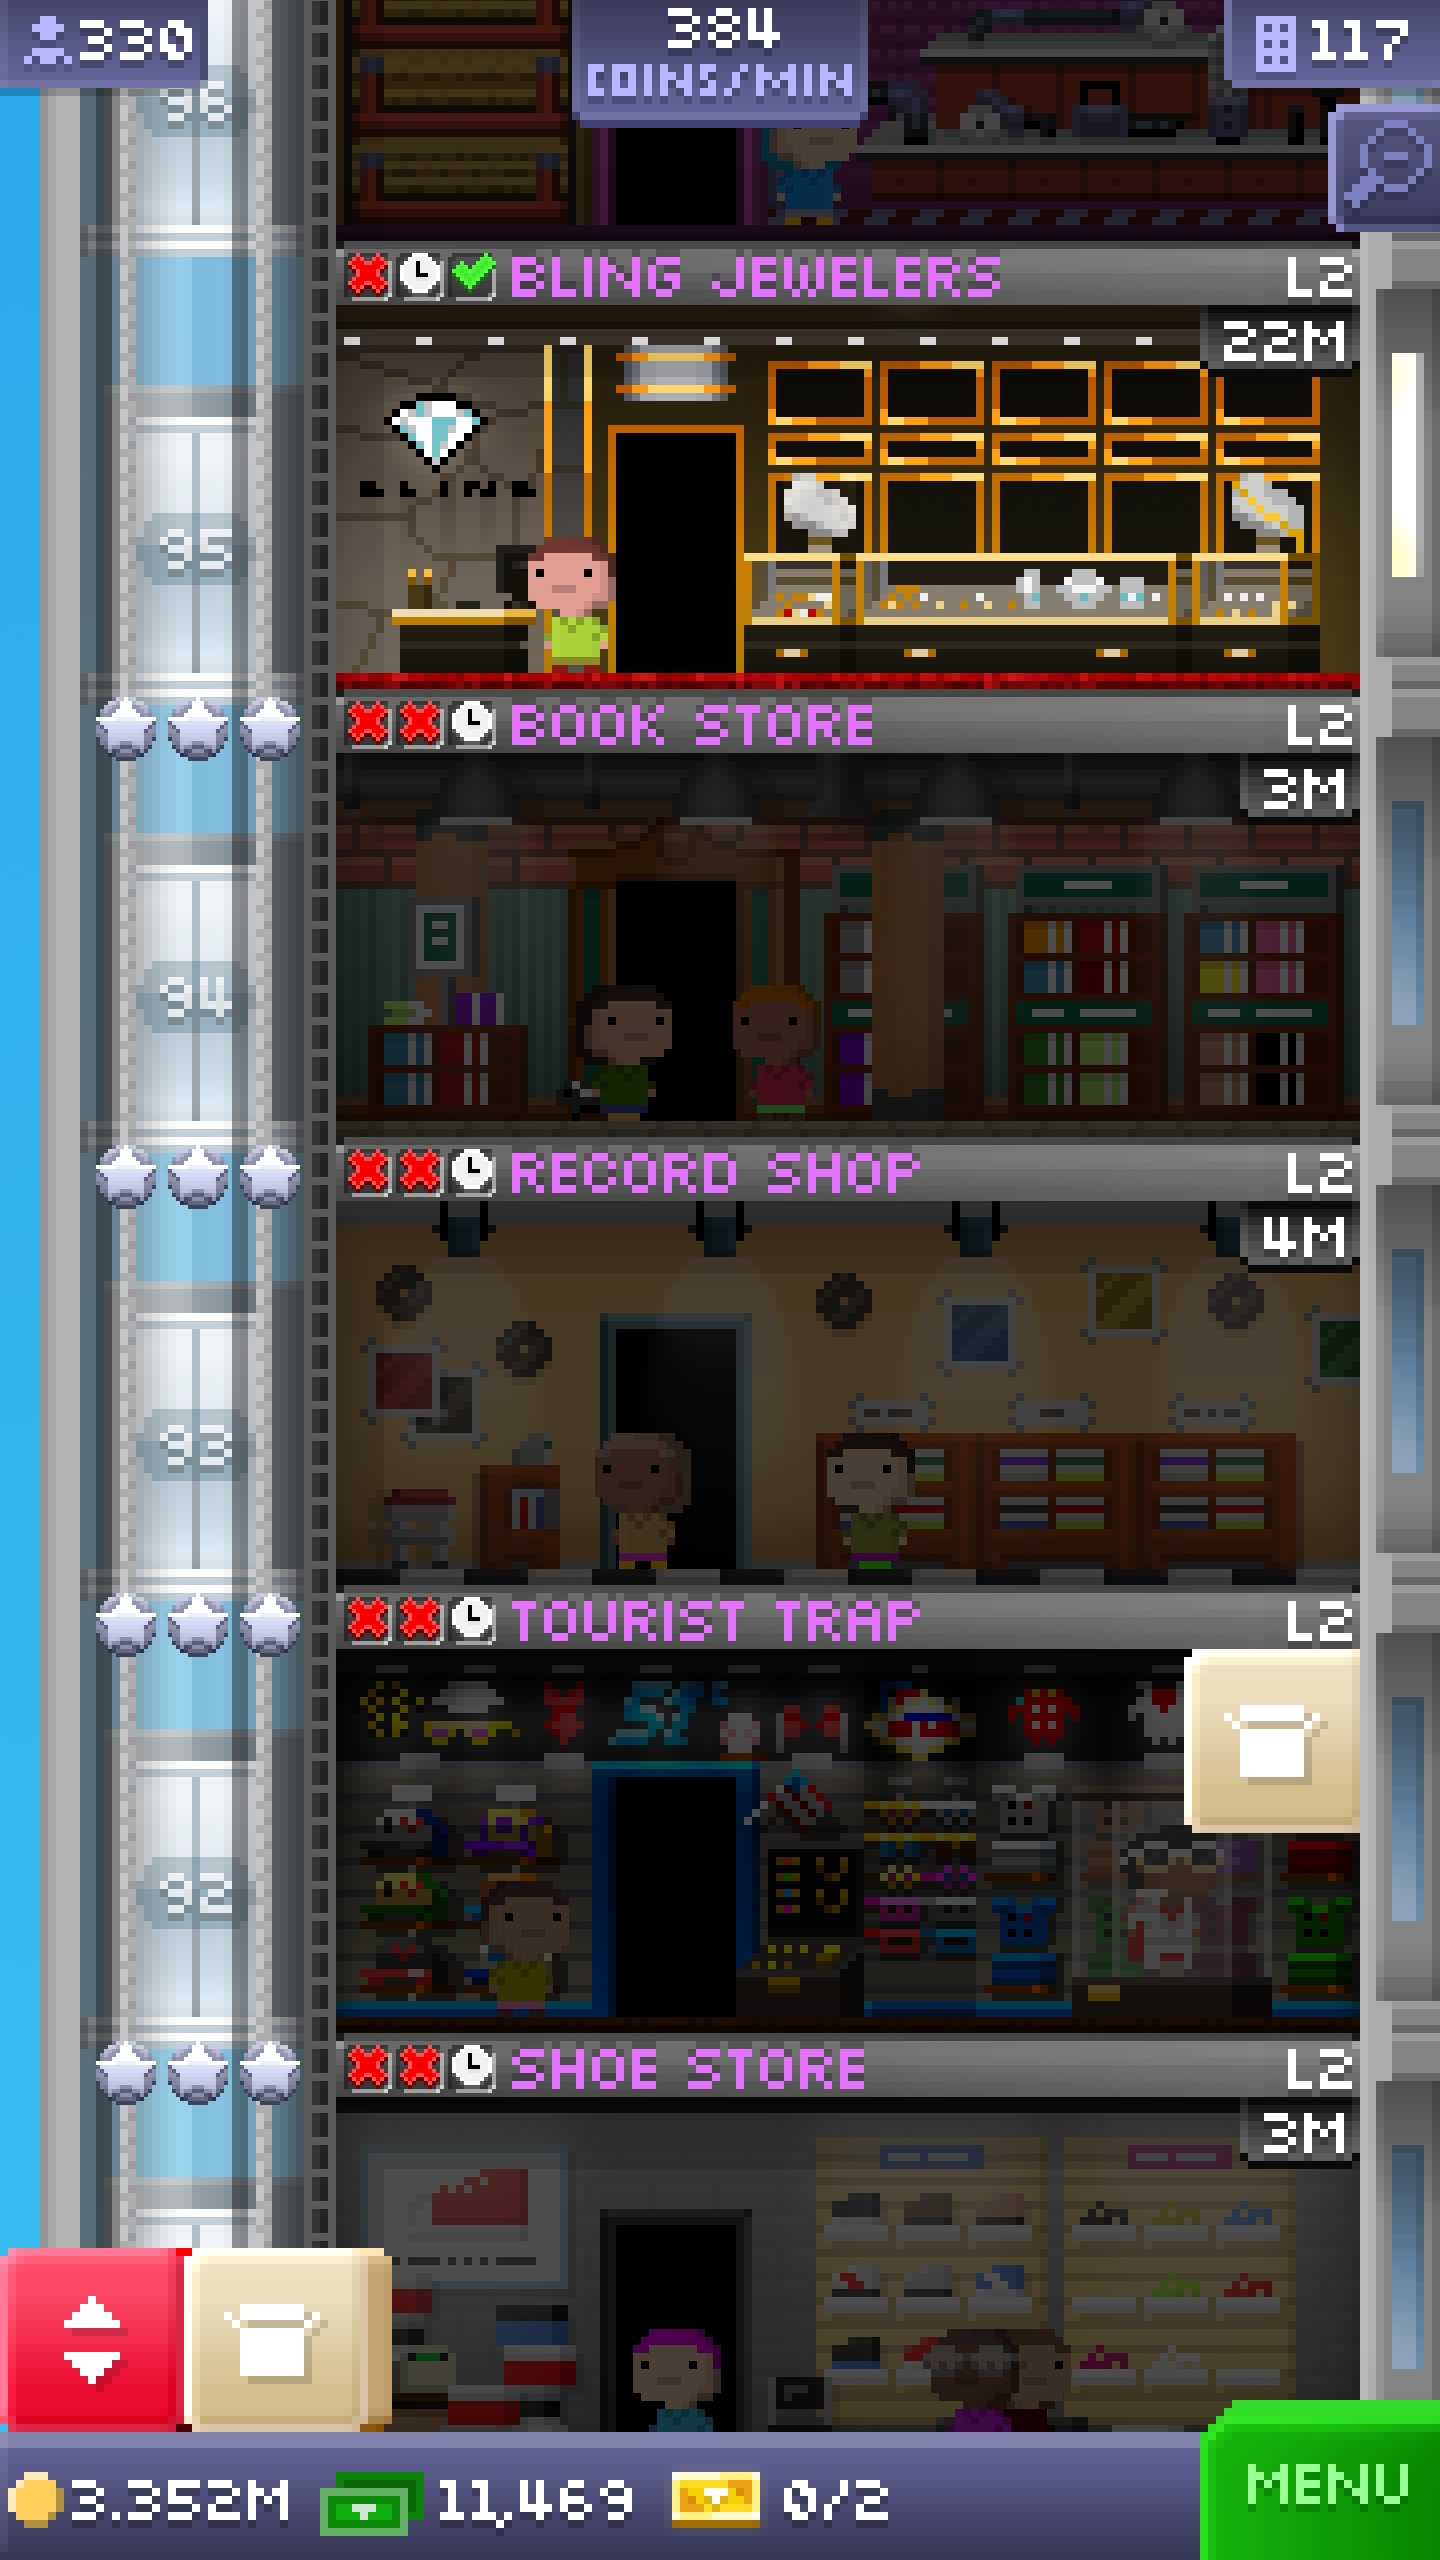 330
384
COINS/MIN
117
96
BLING JEWELERS L2
22M
BLING
95
BOOK STORE L2
3M
94
RECORD SHOP L2
4M
93
TOURIST TRAP L2
92
SHOE STORE L2
3M
3.352M 11,469 0/2
MENU